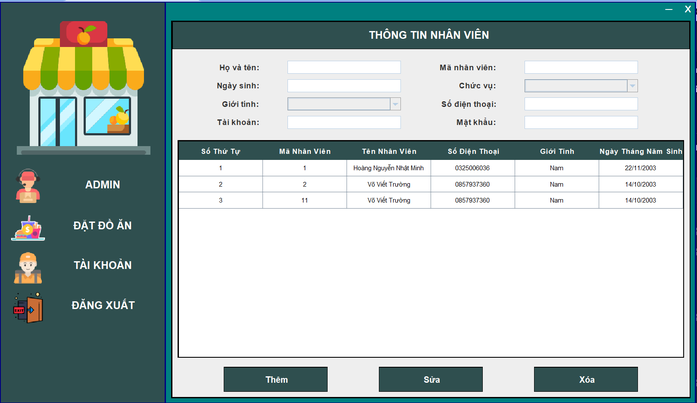 X
THÔNG TIN NHÂN VIÊN
Họ và tên: Mã nhân viên:
Ngày sinh: Chức vụ:
Giới tính: Số điện thoại:
Tài khoản: Mật khẩu:
Số Thứ Tự Mã Nhân Viên Tên Nhân Viên Số Diện Thoại Giới Tính Ngày Tháng Năm Sinh
1 1 Hoàng Nguyễn Nhật Minh 0325006036 Nam 22/11/2003
2 2 Võ Viết Trường 0857937360 Nam 14/10/2003
3 11 Võ Viết Trường 0857937360 Nam 14/10/2003
ADMIN
ĐẶT ĐỒ ĂN
TÀI KHOẢN
ĐĂNG XUẤT
Thêm Sửa Xóa